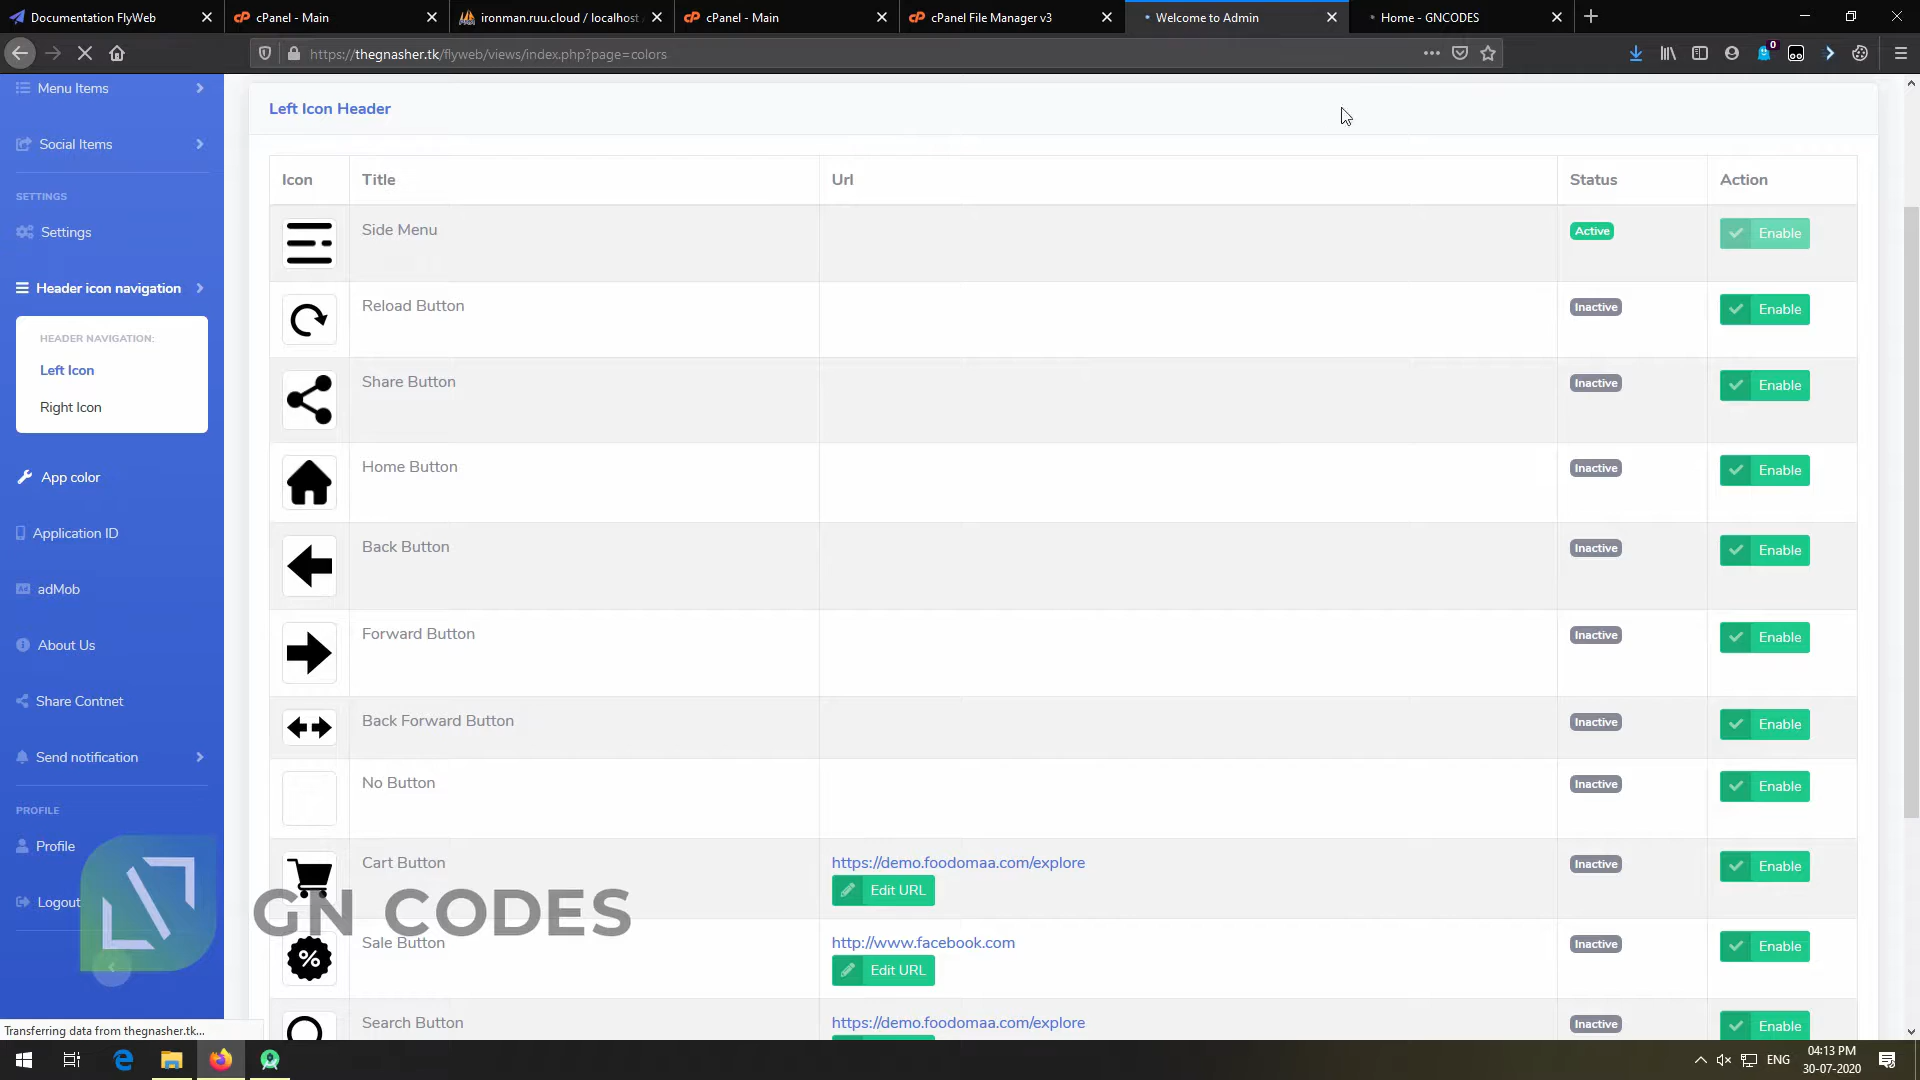 Documentation FlyWeb
cPanel - Main
ironman.ruu.cloud / localhost
cPanel - Main
cPanel File Manager v3
Welcome to Admin
Home - GNCODES
https://thegnasher.tk/flyweb/views/index.php?page=colors
0
Menu Items
Social Items
SETTINGS
Settings
Header icon navigation
HEADER NAVIGATION:
Left Icon
Right Icon
App color
Application ID
adMob
About Us
Share Contnet
Send notification
PROFILE
Profile
Logout
Left Icon Header
Icon Title Url Status Action
Side Menu Active Enable
Reload Button Inactive Enable
Share Button Inactive Enable
Home Button Inactive Enable
Back Button Inactive Enable
Forward Button Inactive Enable
Back Forward Button Inactive Enable
No Button Inactive Enable
Cart Button https://demo.foodomaa.com/explore Inactive Enable
Edit URL
Sale Button http://www.facebook.com Inactive Enable
Edit URL
Search Button https://demo.foodomaa.com/explore Inactive Enable
GN CODES
Transferring data from thegnasher.tk...
ENG
04:13 PM
30-07-2020